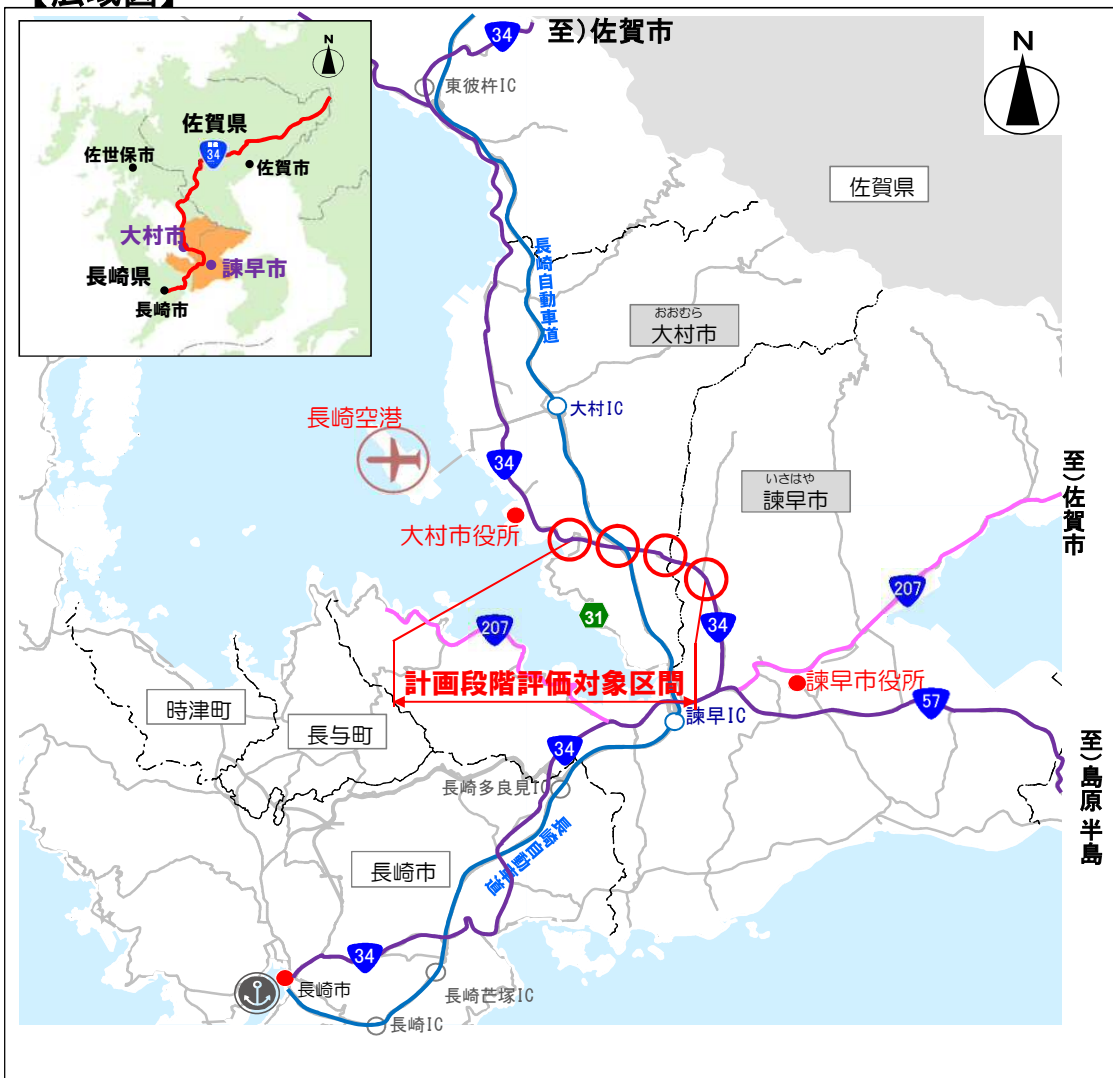 【広域図】
34
至)佐賀市
N
東彼杵IC
N
佐賀県
34
佐世保市
佐賀市
大村市
諫早市
長崎県
長崎市
佐賀県
長崎自動車道
おおむら
大村市
大村IC
長崎空港
34
いさはや
諫早市
至)佐賀市
大村市役所
207
31
207
34
計画段階評価対象区間
諫早市役所
時津町
諫早IC
57
長与町
34
至)島原半島
長崎多良見IC
長崎自動車道
長崎市
34
長崎市
長崎芒塚IC
長崎IC